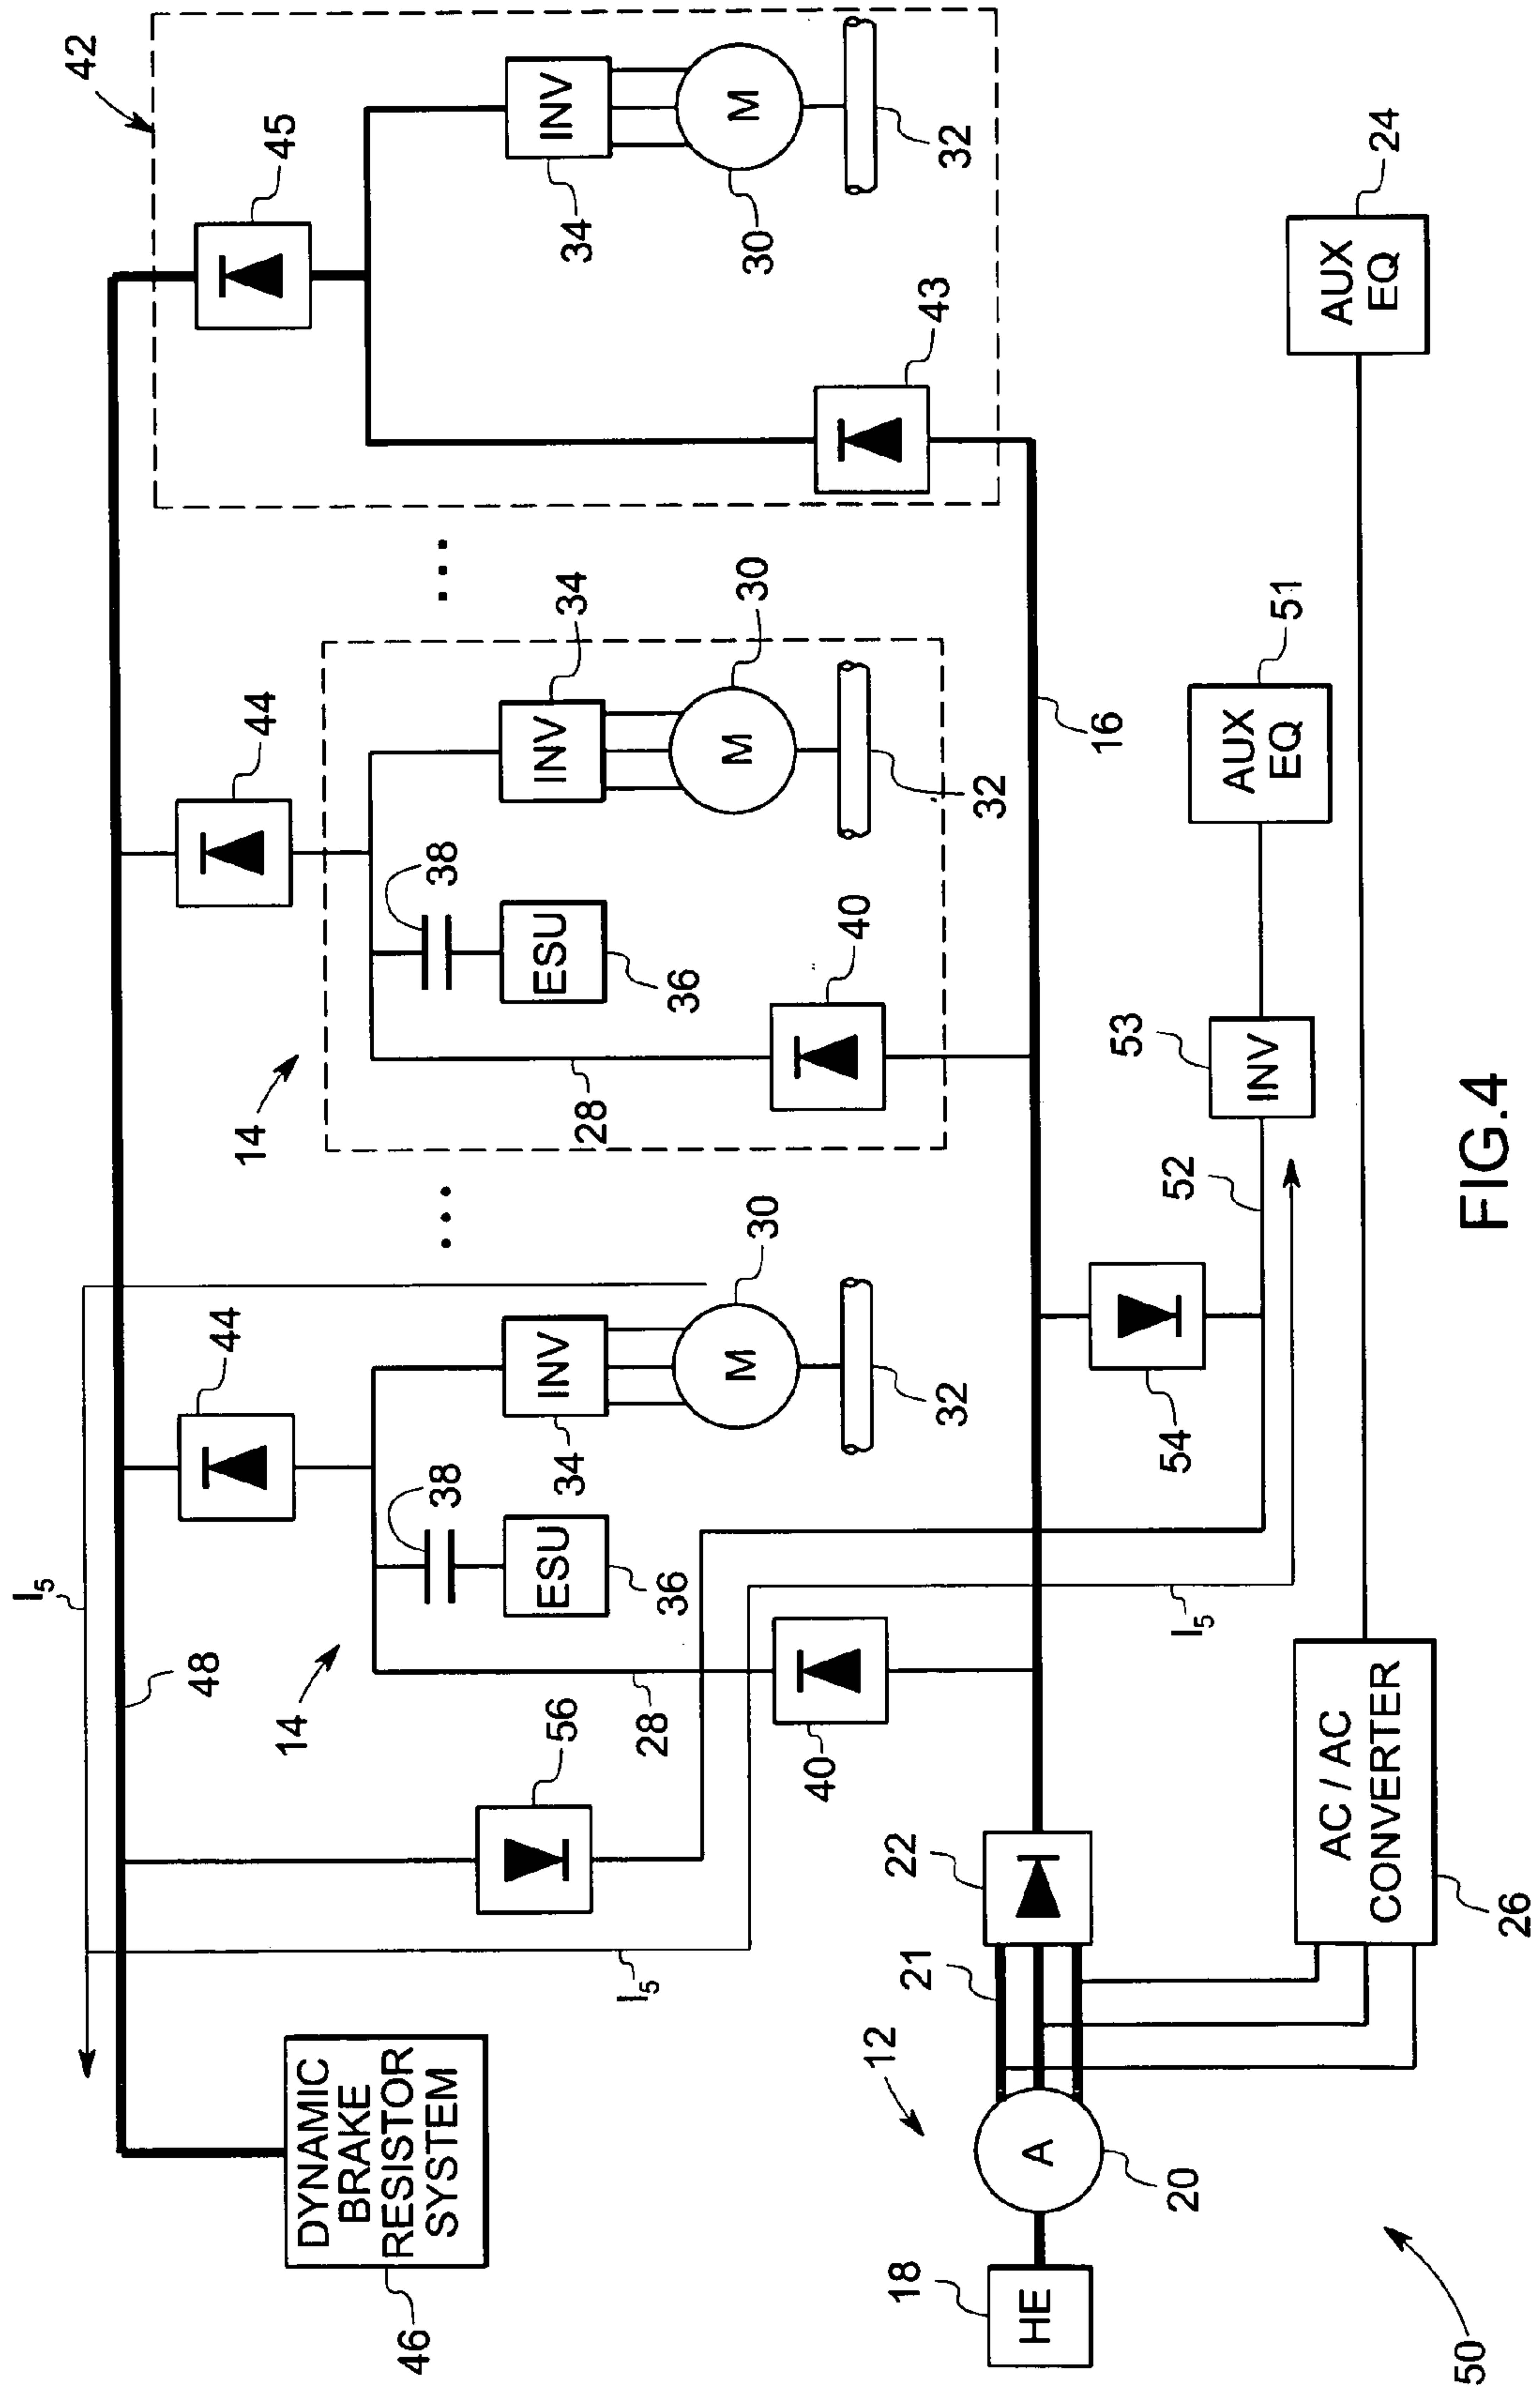 42
45
INV
34
M
30
32
43
24
AUX
EQ
44
38
ESU
36
34
INV
30
M
32
14
28
40
16
51
AUX
EQ
53
INV
52
54
I5
48
44
38
ESU
36
34
INV
30
M
32
14
56
28
40
I5
I5
DYNAMIC
BRAKE
RESISTOR
SYSTEM
46
12
21
22
A
20
18
HE
AC / AC
CONVERTER
26
50
FIG.4